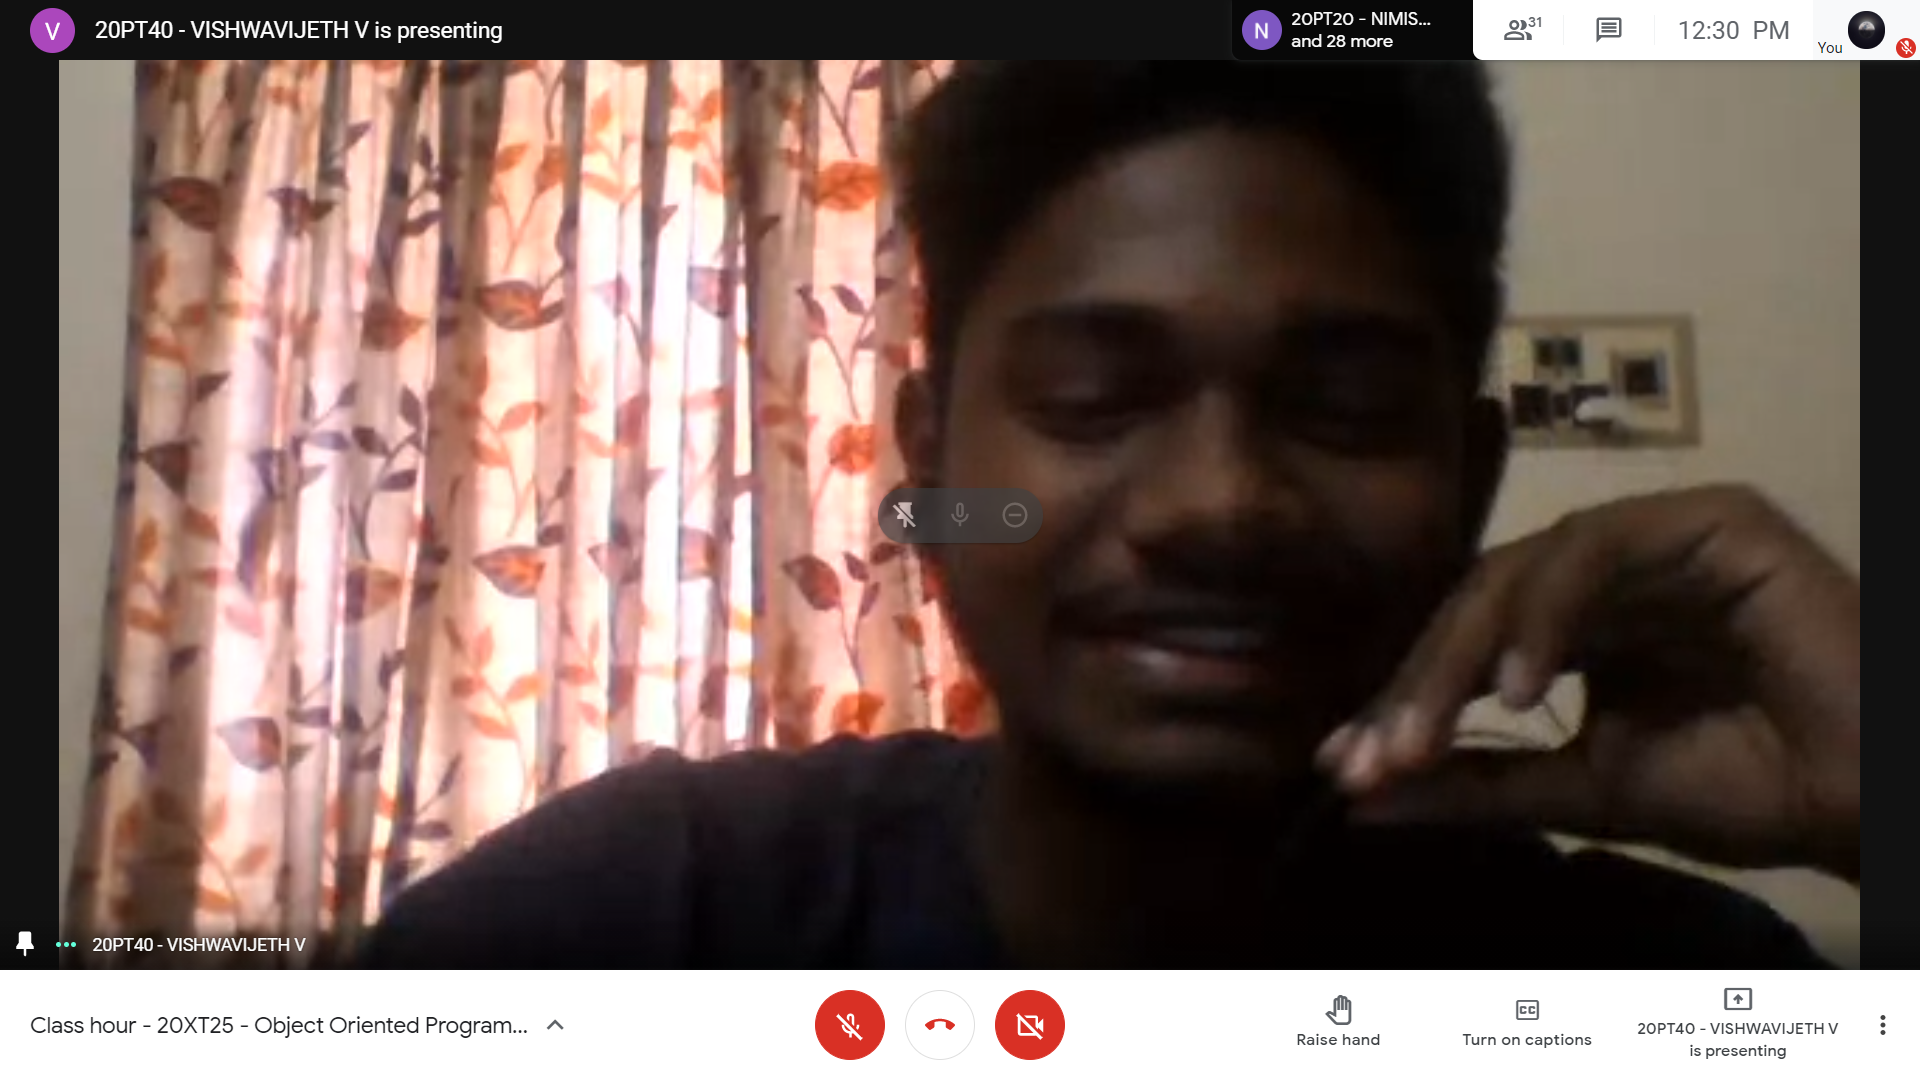 V
20PT40 - VISHWAVIJETH V is presenting
N
20PT20 - NIMIS...
and 28 more
31
12:30 PM
You
20PT40 - VISHWAVIJETH V
Class hour - 20XT25 - Object Oriented Program...
Raise hand
CC
Turn on captions
20PT40 - VISHWAVIJETH V
is presenting